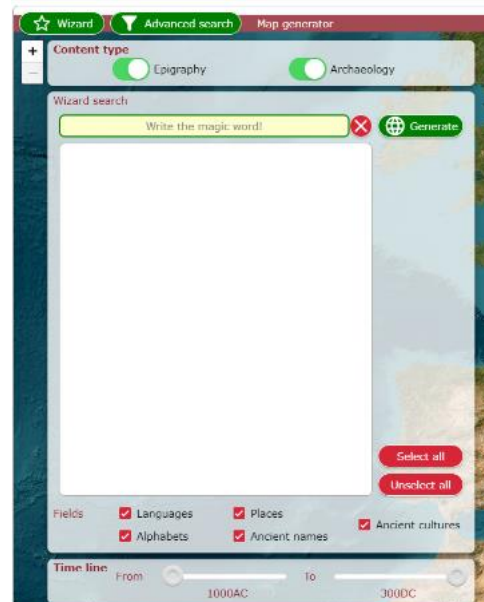 Wizard Advanced search Map generator
+
−
Content type
Epigraphy Archaeology
Wizard search
Write the magic word! Generate
Select all
Unselect all
Fields Languages Places Ancient cultures
Alphabets Ancient names
Time line From To
1000AC 300DC